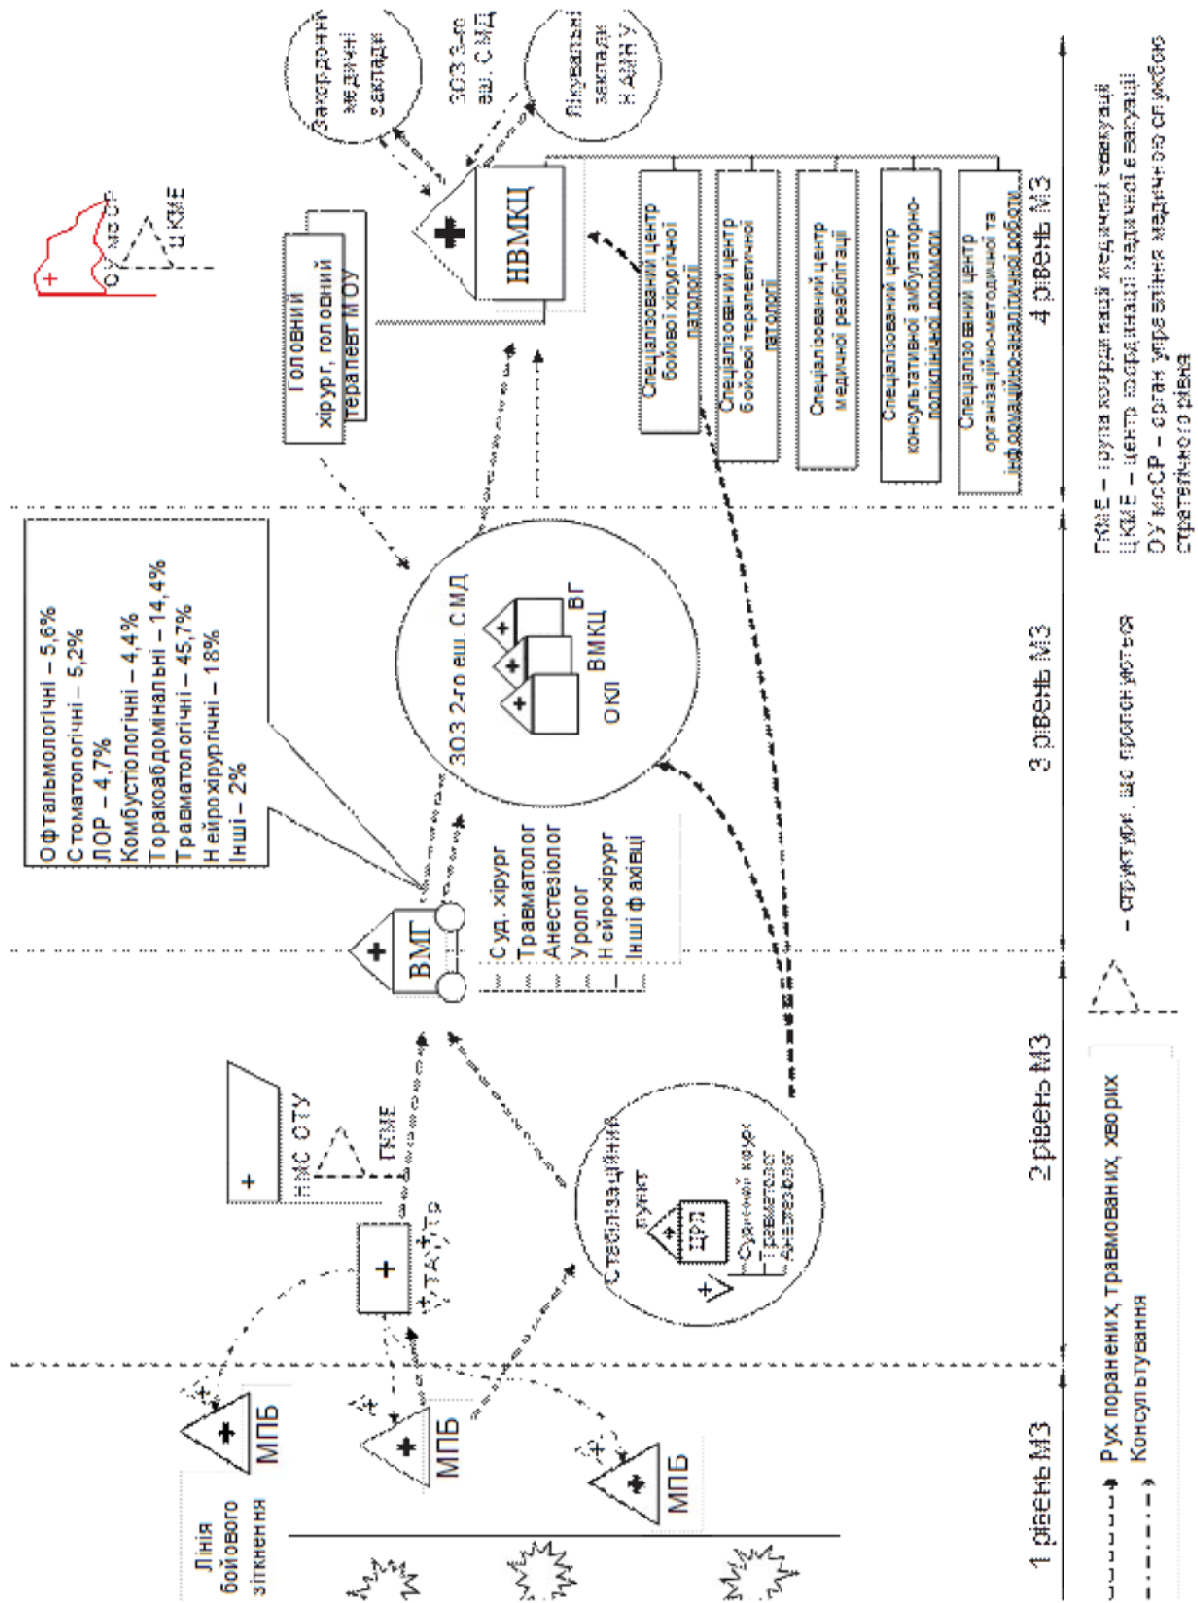 Лінія
бойового
зіткнення
МПБ
МПБ
МПБ
НМС ОТУ
ГКМЕ
Стабілізаційний
пункт
ЦРЛ
Травматолог
Анестезіолог
ВМГ
Суд. хірург
Травматолог
Анестезіолог
Уролог
Нейрохірург
Інші фахівці
Офтальмологічні – 5,6%
Стоматологічні – 5,2%
ЛОР – 4,7%
Комбустіологічні – 4,4%
Торакоабдомінальні – 14,4%
Травматологічні – 45,7%
Нейрохірургічні – 18%
Інші – 2%
ЗОЗ 2-го еш. СМД
ОКЛ
ВМКЦ
ВГ
Головний
хірург, головний
терапевт МОУ
ОУ МОСР
ЦКМЕ
НВМКЦ
Закордонні
медичні
заклади
ЗОЗ 3-го
еш. СМД
Лікувальні
заклади
НАМНУ
Спеціалізований центр
бойової хірургічної
патології
Спеціалізований центр
бойової терапевтичної
патології
Спеціалізований центр
медичної реабілітації
Спеціалізований центр
консультативної амбулаторно-
поліклінічної допомоги
Спеціалізований центр
організаційно-методичної та
інформаційно-аналітичної роботи
1 рівень МЗ
2 рівень МЗ
3 рівень МЗ
4 рівень МЗ
Рух поранених, травмованих, хворих
Консультування
– структури, що пропонуються
ГКМЕ – група координації медичної евакуації
ЦКМЕ – центр координації медичної евакуації
ОУ МОСР – орган управління медичною службою
стратегічного рівня